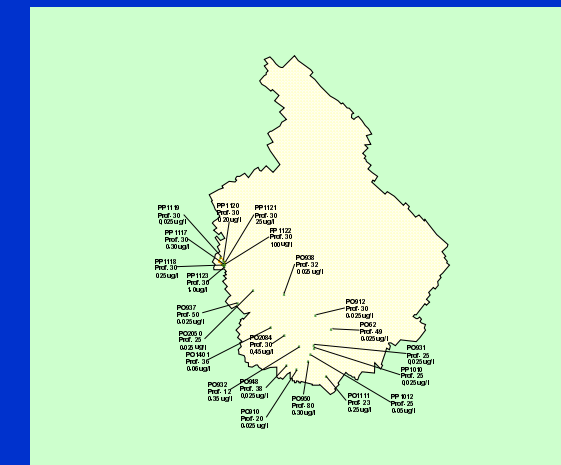 PP1119
Prof- 30
0,025ug/l
PP1120
Prof- 30
0.20ug/l
PP1121
Prof- 30
25ug/l
PP1117
Prof. 30
0.30ug/l
PP1122
Prof. 30
100ug/l
PP1118
Prof. 30
025ug/l
PP1123
Prof. 30
1-0ug/l
PO938
Prof- 32
0.025ug/l
PO937
Prof- 50
0.025ug/l
PO912
Prof- 30
0.025ug/l
PO62
Prof- 49
0.025ug/l
PO2050
Prof. 25
0.025ug/l
PO2084
Prof. 30
0,45ug/l
PO1401
Prof- 36
0.06ug/l
PO931
Prof- 25
0,025ug/l
PP1010
Prof. 25
0,025ug/l
PO932
Prof- 12
0.35ug/l
PO948
Prof. 38
0,025ug/l
PP1012
Prof- 25
0.05ug/l
PO910
Prof- 20
0.025ug/l
PO950
Prof- 80
0.30ug/l
PO1111
Prof- 23
0.25ug/l